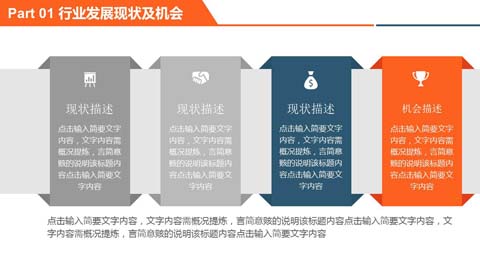 Part 01 行业发展现状及机会
现状描述
点击输入简要文字
内容，文字内容需
概况提炼，言简意
赅的说明该标题内
容点击输入简要文
字内容
现状描述
点击输入简要文字
内容，文字内容需
概况提炼，言简意
赅的说明该标题内
容点击输入简要文
字内容
现状描述
点击输入简要文字
内容，文字内容需
概况提炼，言简意
赅的说明该标题内
容点击输入简要文
字内容
机会描述
点击输入简要文字
内容，文字内容需
概况提炼，言简意
赅的说明该标题内
容点击输入简要文
字内容
点击输入简要文字内容，文字内容需概况提炼，言简意赅的说明该标题内容点击输入简要文字内容，文
字内容需概况提炼，言简意赅的说明该标题内容点击输入简要文字内容